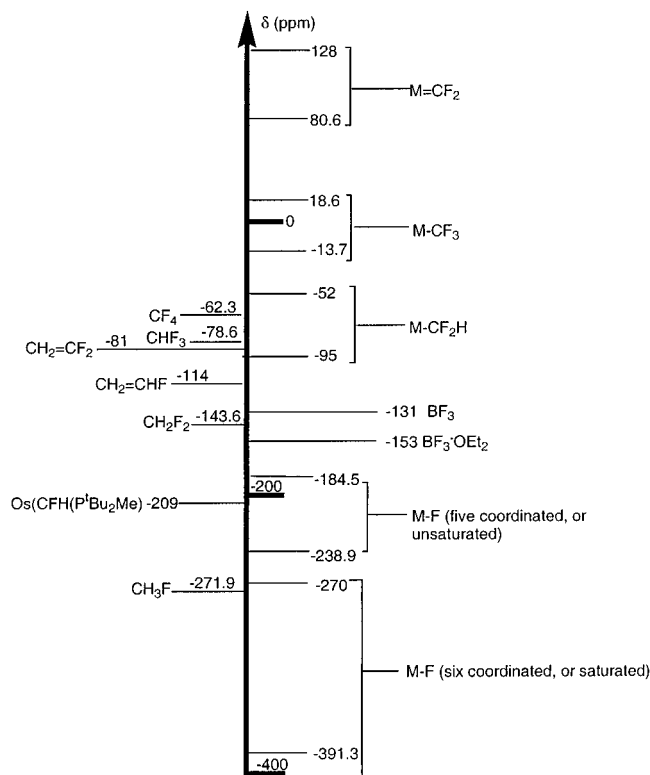 δ (ppm)
128
M=CF₂
80.6
18.6
0
M-CF₃
-13.7
-52
-62.3
CF₄
-78.6
CHF₃
M-CF₂H
-81
CH₂=CF₂
-95
-114
CH₂=CHF
-131 BF₃
-143.6
CH₂F₂
-153 BF₃·OEt₂
-184.5
-200
Os(CFH(PᵗBu₂Me) -209
M-F (five coordinated, or
unsaturated)
-238.9
-271.9
CH₃F
-270
M-F (six coordinated, or saturated)
-391.3
-400